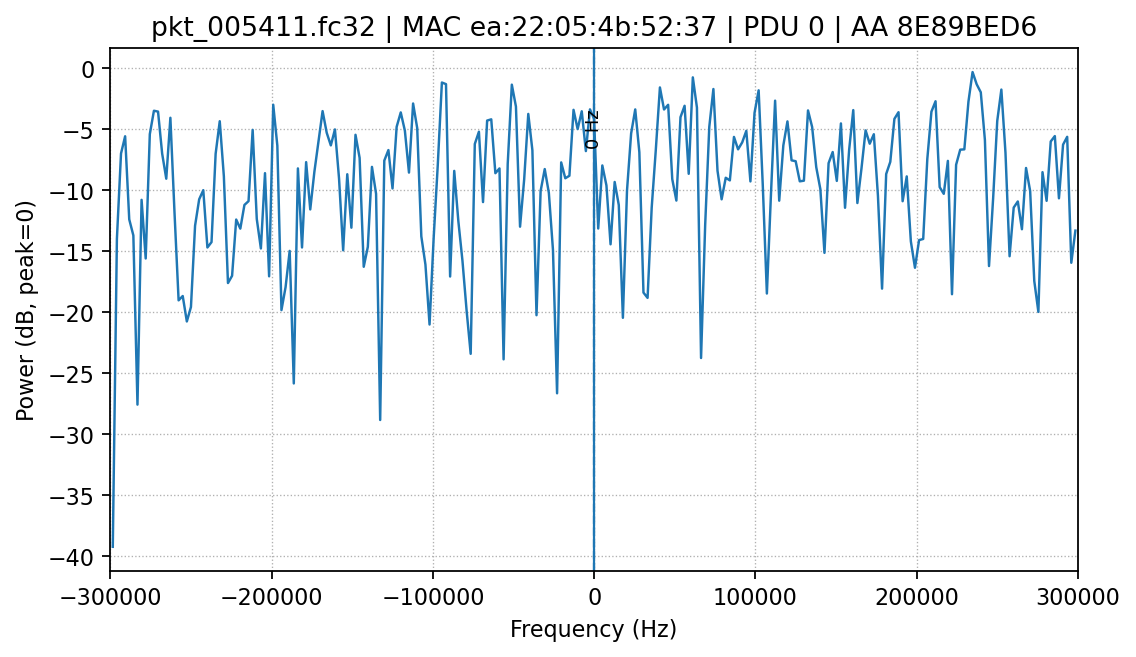 pkt_005411.fc32 | MAC ea:22:05:4b:52:37 | PDU 0 | AA 8E89BED6
Power (dB, peak=0)
0
−5
−10
−15
−20
−25
−30
−35
−40
0 Hz
−300000 −200000 −100000 0 100000 200000 300000
Frequency (Hz)